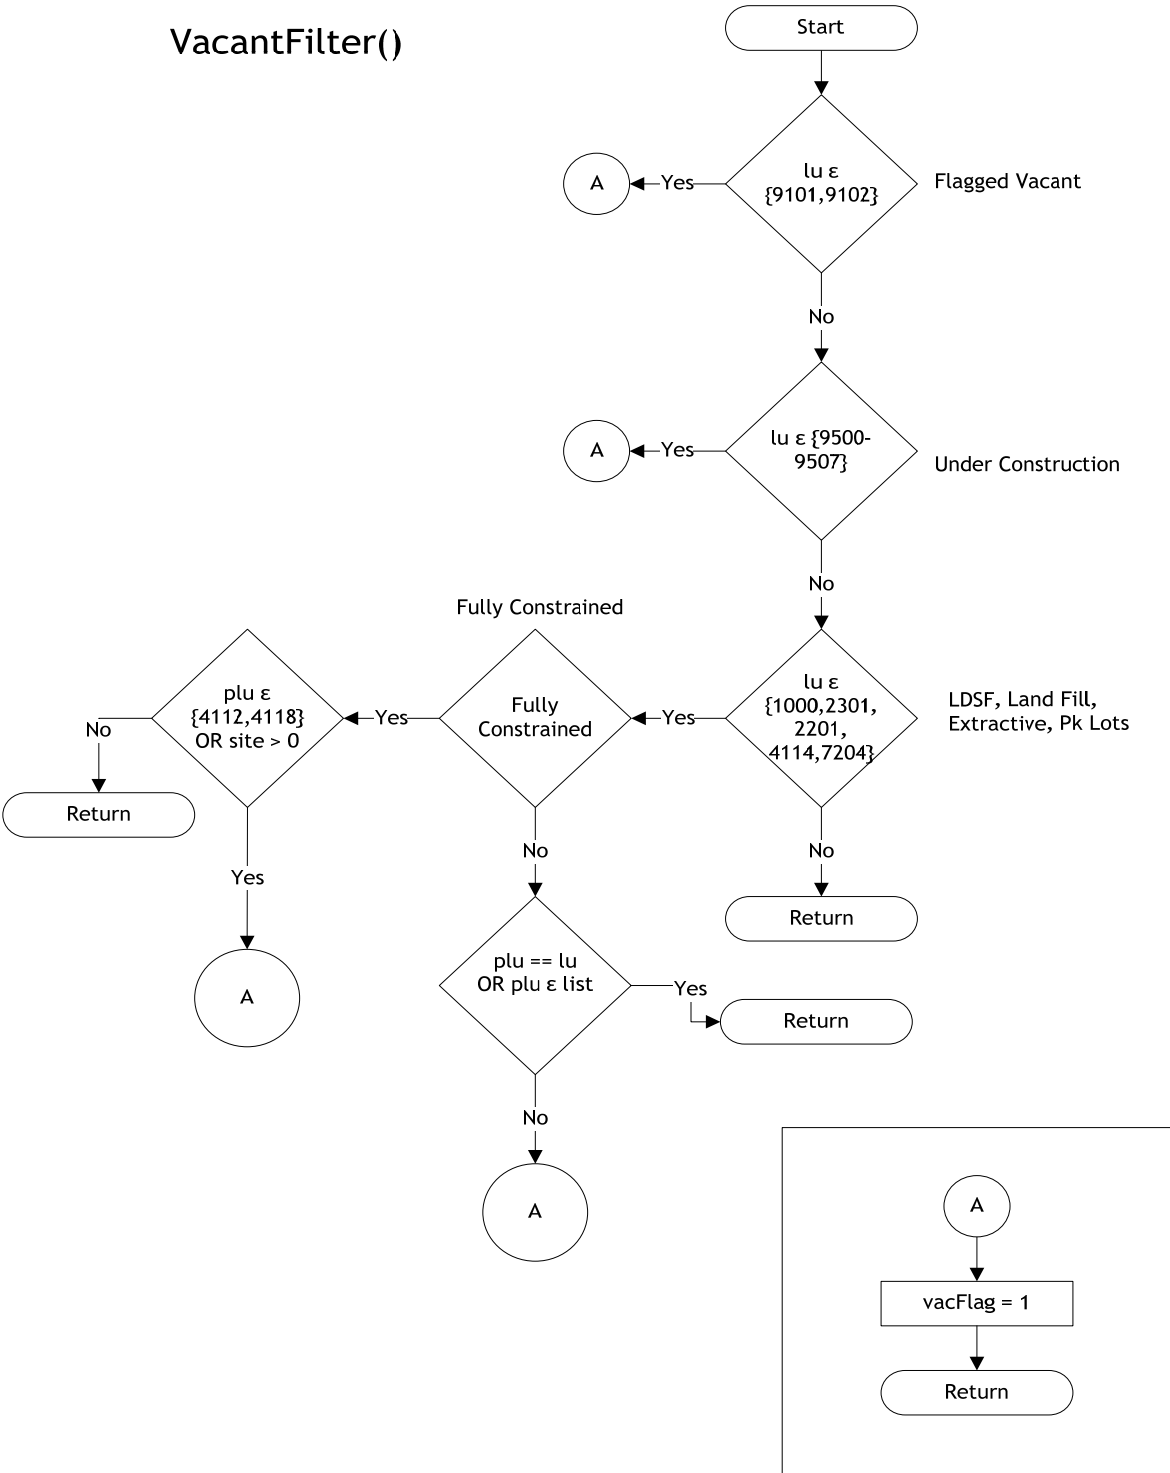 VacantFilter()
Start
lu ε
{9101,9102}
Flagged Vacant
A
Yes
No
lu ε {9500-
9507}
Under Construction
A
Yes
No
Fully Constrained
lu ε
{1000,2301,
2201,
4114,7204}
LDSF, Land Fill,
Extractive, Pk Lots
Yes
Fully
Constrained
Yes
plu ε
{4112,4118}
OR site > 0
No
Return
Yes
A
No
Return
No
plu == lu
OR plu ε list
Yes
Return
No
A
A
vacFlag = 1
Return